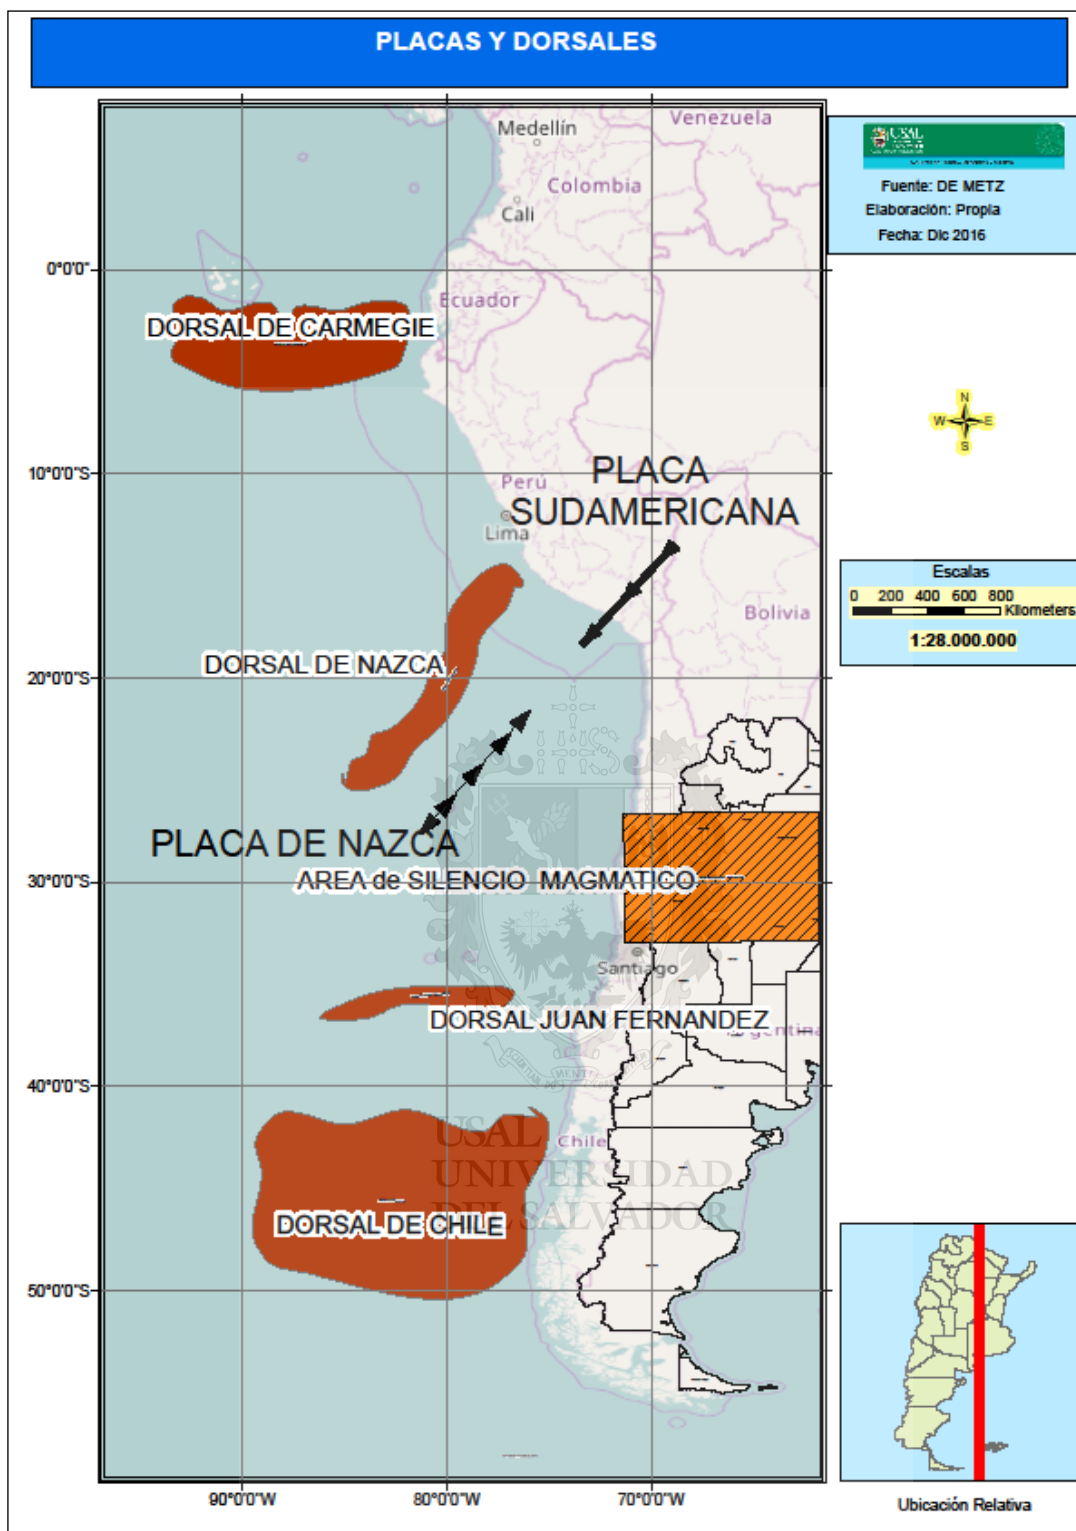 PLACAS Y DORSALES
USAL
Fuente: DE METZ
Elaboración: Propia
Fecha: Dic 2016
Medellín
Venezuela
Colombia
Cali
0°0'0"
Ecuador
DORSAL DE CARMEGIE
N
W E
S
10°0'0"S
Perú
PLACA
SUDAMERICANA
Lima
Escalas
0 200 400 600 800
Kilometers
1:28.000.000
Bolivia
DORSAL DE NAZCA
20°0'0"S
PLACA DE NAZCA
AREA de SILENCIO MAGMATICO
30°0'0"S
Santiago
DORSAL JUAN FERNANDEZ
Argentina
40°0'0"S
USAL
UNIVERSIDAD
DEL SALVADOR
Chile
DORSAL DE CHILE
50°0'0"S
90°0'0"W
80°0'0"W
70°0'0"W
Ubicación Relativa